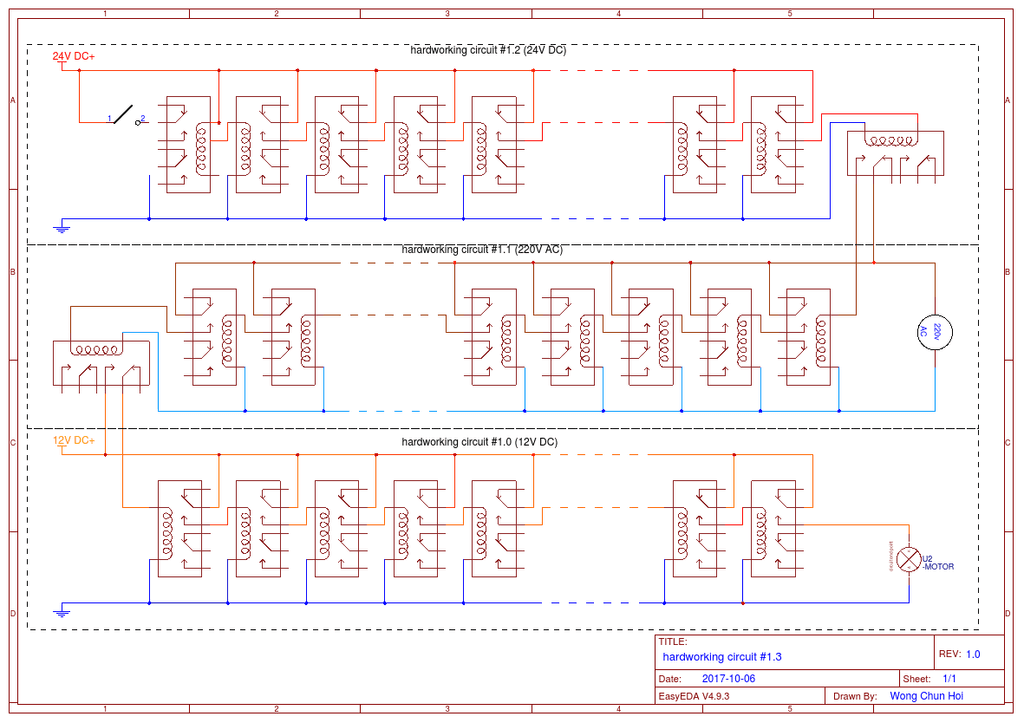 1 2 3 4 5
hardworking circuit #1.2 (24V DC)
24V DC+
A A
1 2
hardworking circuit #1.1 (220V AC)
B B
220v
AC
12V DC+
hardworking circuit #1.0 (12V DC)
C C
U2
-MOTOR
D D
TITLE:
hardworking circuit #1.3
REV: 1.0
Date: 2017-10-06
Sheet: 1/1
EasyEDA V4.9.3
Drawn By: Wong Chun Hoi
1 2 3 4 5